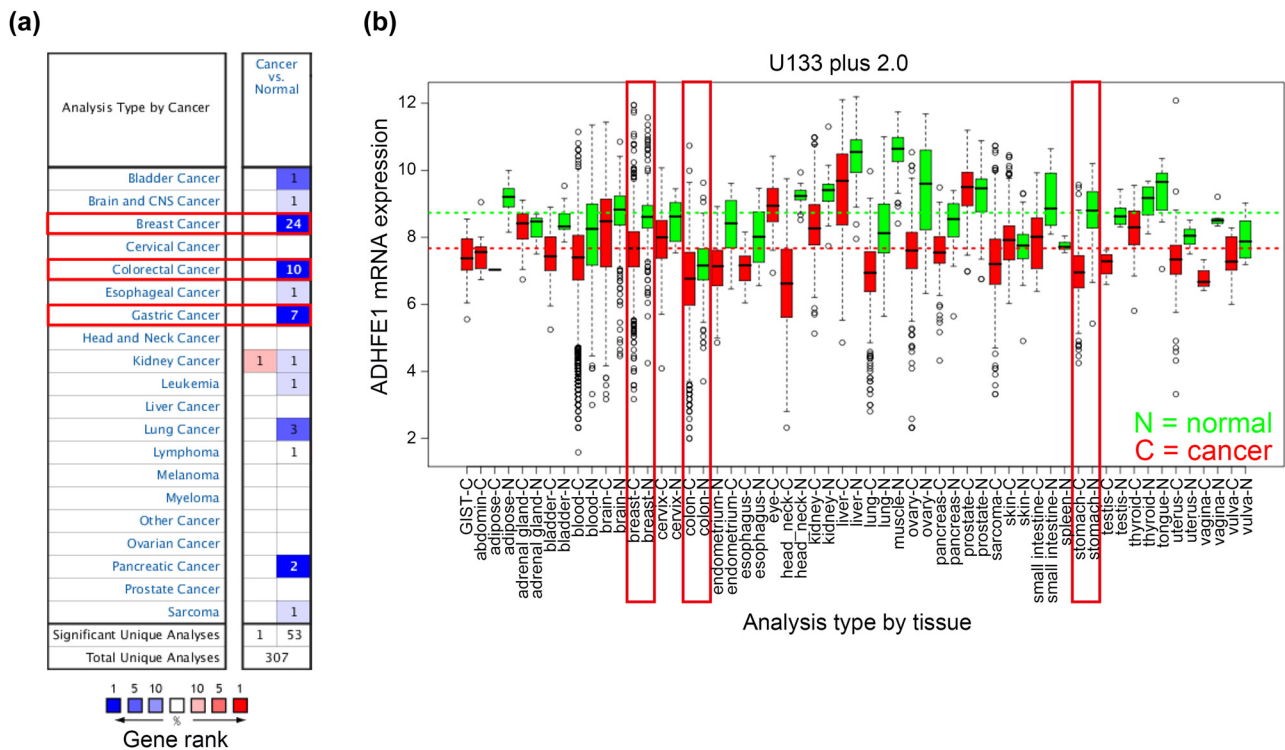 (a)
Analysis Type by Cancer
Cancer
vs.
Normal
Bladder Cancer 1
Brain and CNS Cancer 1
Breast Cancer 24
Cervical Cancer
Colorectal Cancer 10
Esophageal Cancer 1
Gastric Cancer 7
Head and Neck Cancer
Kidney Cancer 1 1
Leukemia 1
Liver Cancer
Lung Cancer 3
Lymphoma 1
Melanoma
Myeloma
Other Cancer
Ovarian Cancer
Pancreatic Cancer 2
Prostate Cancer
Sarcoma 1
Significant Unique Analyses 1 53
Total Unique Analyses 307
1 5 10 10 5 1
%
Gene rank
(b)
U133 plus 2.0
ADHFE1 mRNA expression
12
10
8
6
4
2
N = normal
C = cancer
GIST-C
abdomin-C
adipose-C
adipose-N
adrenal gland-C
adrenal gland-N
bladder-C
bladder-N
blood-C
blood-N
brain-C
brain-N
breast-C
breast-N
cervix-C
cervix-N
colon-C
colon-N
endometrium-N
endometrium-C
esophagus-C
esophagus-N
eye-C
head_neck-C
head_neck-N
kidney-C
kidney-N
liver-C
liver-N
lung-C
lung-N
muscle-N
ovary-C
ovary-N
pancreas-C
pancreas-N
prostate-C
prostate-N
sarcoma-C
skin-C
skin-N
small intestine-C
small intestine-N
spleen-N
stomach-C
stomach-N
testis-C
testis-N
thyroid-C
thyroid-N
tongue-N
uterus-C
uterus-N
vagina-C
vagina-N
vulva-C
vulva-N
Analysis type by tissue